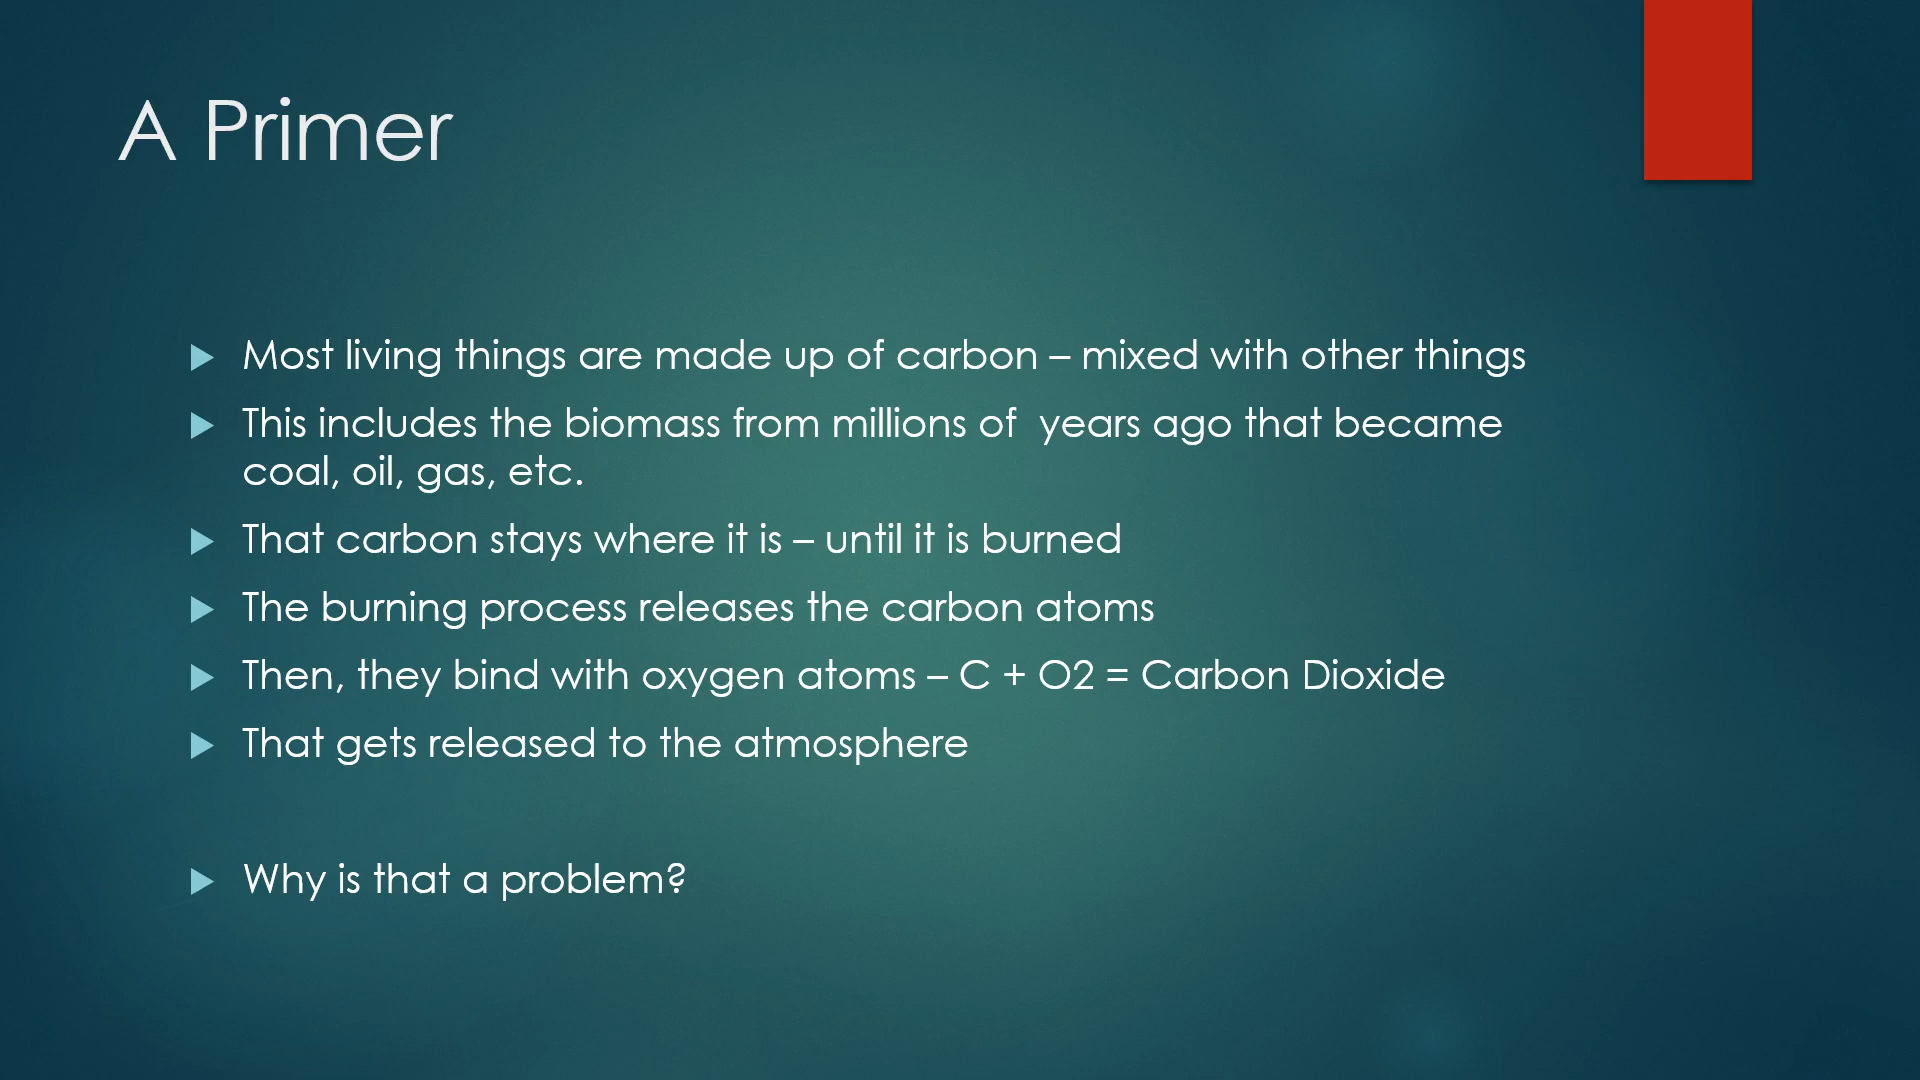 A Primer
Most living things are made up of carbon – mixed with other things
This includes the biomass from millions of  years ago that became
coal, oil, gas, etc.
That carbon stays where it is – until it is burned
The burning process releases the carbon atoms
Then, they bind with oxygen atoms – C + O2 = Carbon Dioxide
That gets released to the atmosphere
Why is that a problem?